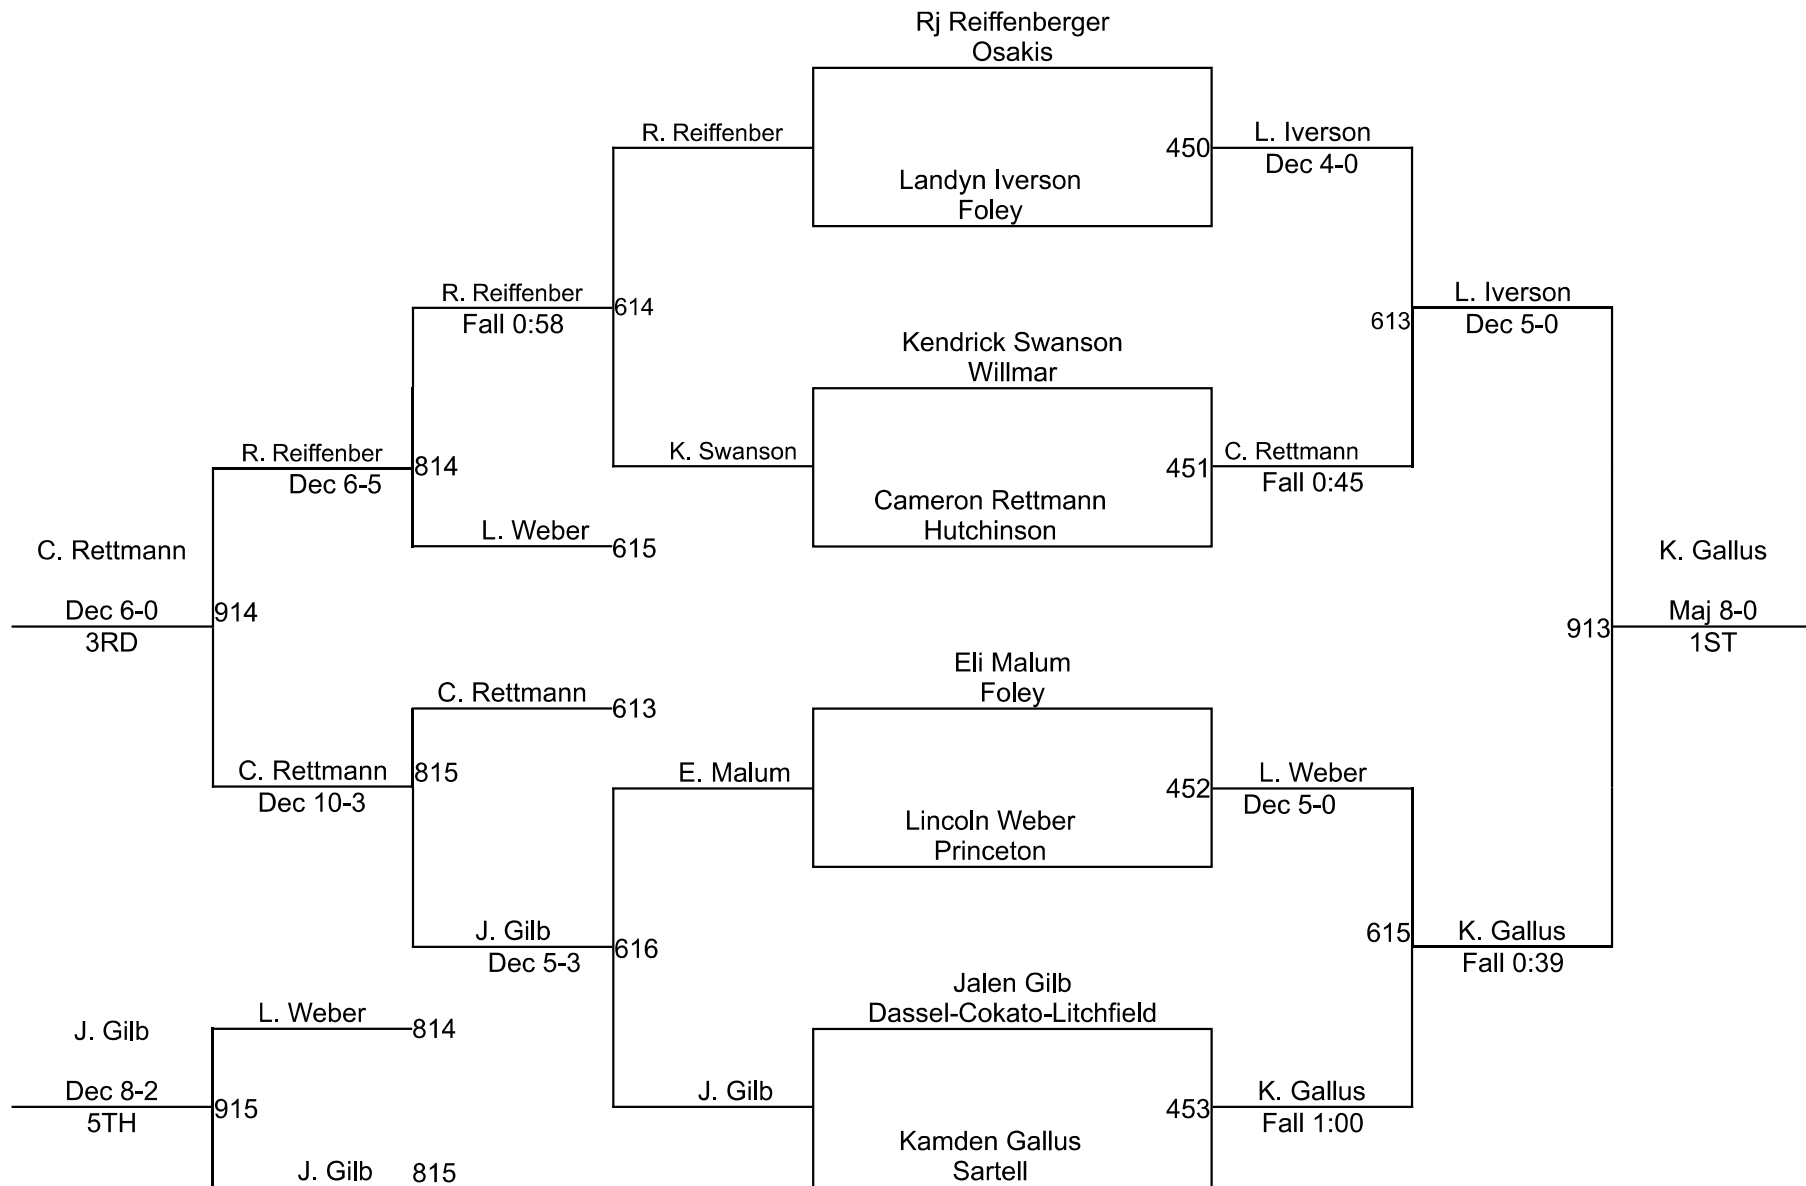 Rj Reiffenberger
Osakis
R. Reiffenber
450
L. Iverson
Dec 4-0
Landyn Iverson
Foley
R. Reiffenber
Fall 0:58
614
613
L. Iverson
Dec 5-0
Kendrick Swanson
Willmar
R. Reiffenber
Dec 6-5
814
K. Swanson
451
C. Rettmann
Fall 0:45
Cameron Rettmann
Hutchinson
L. Weber
615
C. Rettmann
Dec 6-0
3RD
914
K. Gallus
Maj 8-0
1ST
913
Eli Malum
Foley
C. Rettmann
613
C. Rettmann
Dec 10-3
815
E. Malum
452
L. Weber
Dec 5-0
Lincoln Weber
Princeton
J. Gilb
Dec 5-3
616
615
K. Gallus
Fall 0:39
Jalen Gilb
Dassel-Cokato-Litchfield
L. Weber
814
J. Gilb
Dec 8-2
5TH
915
J. Gilb
453
K. Gallus
Fall 1:00
Kamden Gallus
Sartell
J. Gilb
815